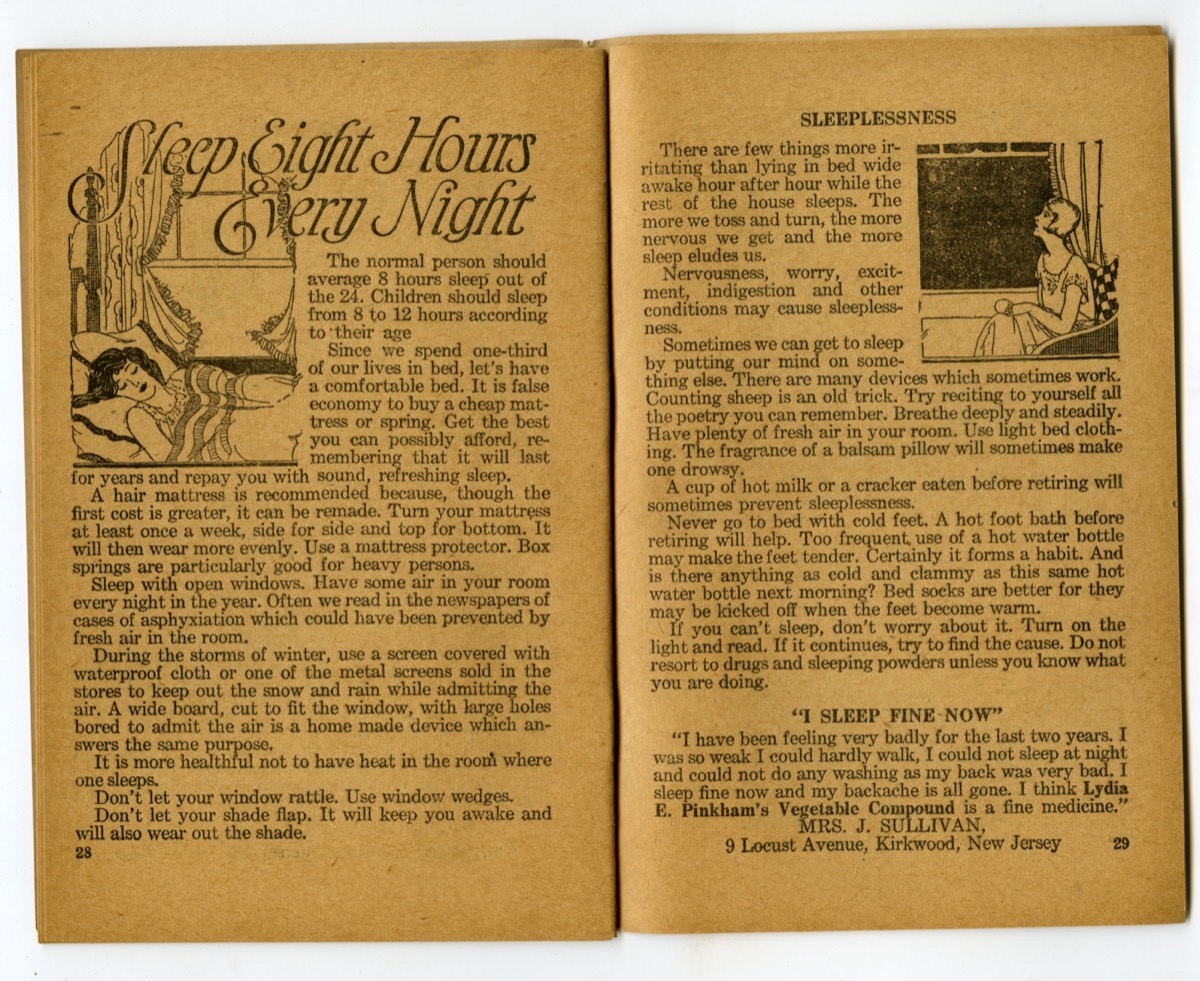 Sleep Eight Hours
Every Night
The normal person should
average 8 hours sleep out of
the 24. Children should sleep
from 8 to 12 hours according
to their age
Since we spend one-third
of our lives in bed, let's have
a comfortable bed. It is false
economy to buy a cheap mat-
tress or spring. Get the best
you can possibly afford, re-
membering that it will last
for years and repay you with sound, refreshing sleep.
A hair mattress is recommended because, though the
first cost is greater, it can be remade. Turn your mattress
at least once a week, side for side and top for bottom. It
will then wear more evenly. Use a mattress protector. Box
springs are particularly good for heavy persons.
Sleep with open windows. Have some air in your room
every night in the year. Often we read in the newspapers of
cases of asphyxiation which could have been prevented by
fresh air in the room.
During the storms of winter, use a screen covered with
waterproof cloth or one of the metal screens sold in the
stores to keep out the snow and rain while admitting the
air. A wide board, cut to fit the window, with large holes
bored to admit the air is a home made device which an-
swers the same purpose.
It is more healthful not to have heat in the room where
one sleeps.
Don't let your window rattle. Use window wedges.
Don't let your shade flap. It will keep you awake and
will also wear out the shade.
28
SLEEPLESSNESS
There are few things more ir-
ritating than lying in bed wide
awake hour after hour while the
rest of the house sleeps. The
more we toss and turn, the more
nervous we get and the more
sleep eludes us.
Nervousness, worry, excit-
ment, indigestion and other
conditions may cause sleepless-
ness.
Sometimes we can get to sleep
by putting our mind on some-
thing else. There are many devices which sometimes work.
Counting sheep is an old trick. Try reciting to yourself all
the poetry you can remember. Breathe deeply and steadily.
Have plenty of fresh air in your room. Use light bed cloth-
ing. The fragrance of a balsam pillow will sometimes make
one drowsy.
A cup of hot milk or a cracker eaten before retiring will
sometimes prevent sleeplessness.
Never go to bed with cold feet. A hot foot bath before
retiring will help. Too frequent use of a hot water bottle
may make the feet tender. Certainly it forms a habit. And
is there anything as cold and clammy as this same hot
water bottle next morning? Bed socks are better for they
may be kicked off when the feet become warm.
If you can't sleep, don't worry about it. Turn on the
light and read. If it continues, try to find the cause. Do not
resort to drugs and sleeping powders unless you know what
you are doing.
"I SLEEP FINE NOW"
"I have been feeling very badly for the last two years. I
was so weak I could hardly walk, I could not sleep at night
and could not do any washing as my back was very bad. I
sleep fine now and my backache is all gone. I think Lydia
E. Pinkham's Vegetable Compound is a fine medicine."
MRS. J. SULLIVAN,
9 Locust Avenue, Kirkwood, New Jersey
29